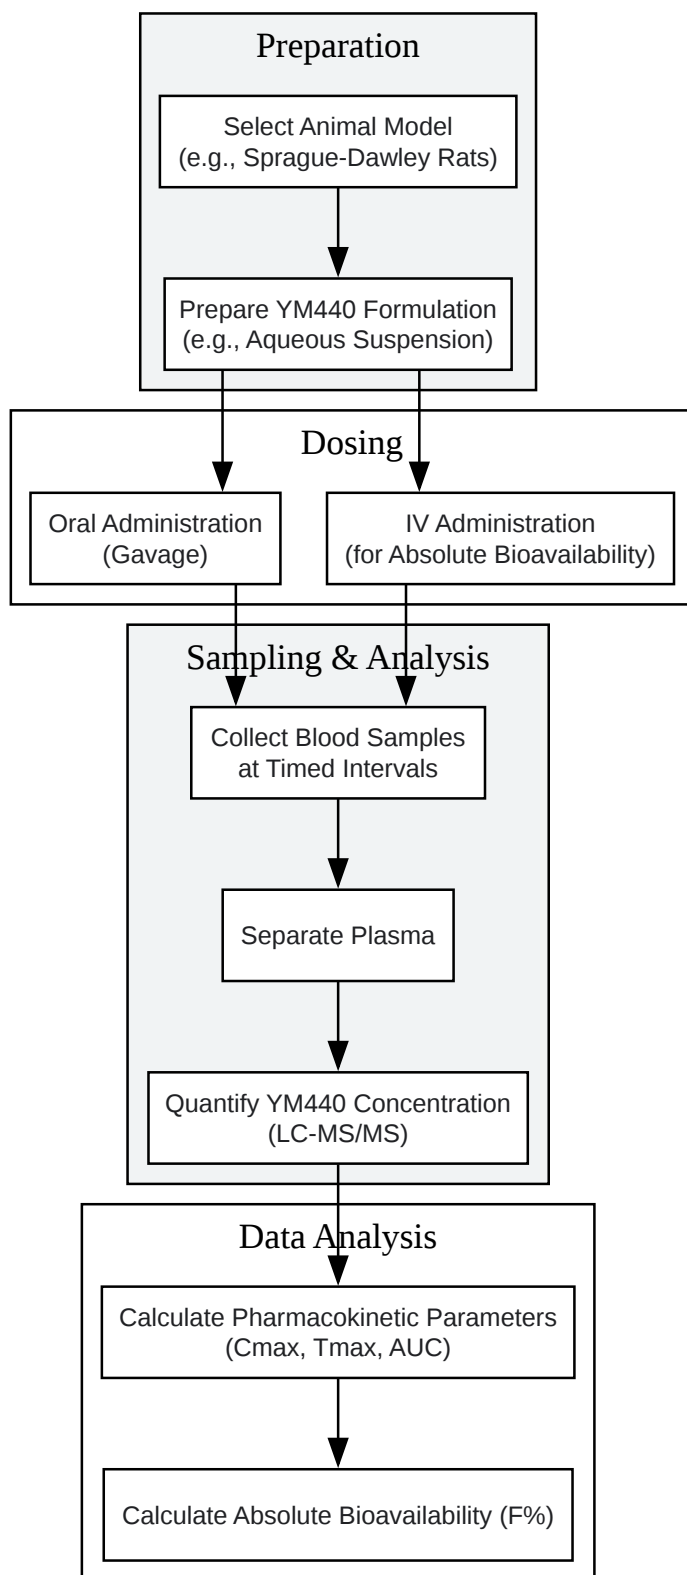 Preparation
Select Animal Model
(e.g., Sprague-Dawley Rats)
Prepare YM440 Formulation
(e.g., Aqueous Suspension)
Dosing
Oral Administration
(Gavage)
IV Administration
(for Absolute Bioavailability)
Sampling & Analysis
Collect Blood Samples
at Timed Intervals
Separate Plasma
Quantify YM440 Concentration
(LC-MS/MS)
Data Analysis
Calculate Pharmacokinetic Parameters
(Cmax, Tmax, AUC)
Calculate Absolute Bioavailability (F%)